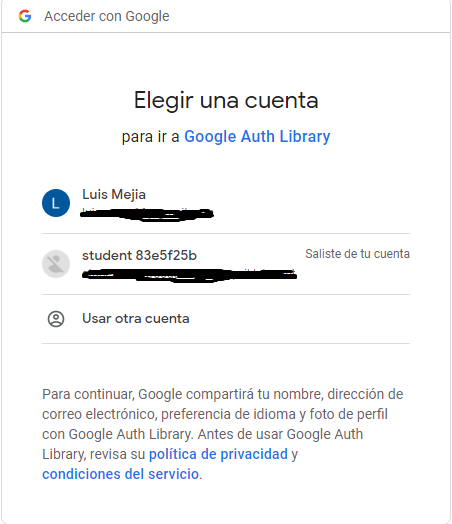 Acceder con Google
Elegir una cuenta
para ir a Google Auth Library
L
Luis Mejia
student 83e5f25b
Saliste de tu cuenta
Usar otra cuenta
Para continuar, Google compartirá tu nombre, dirección de
correo electrónico, preferencia de idioma y foto de perfil
con Google Auth Library. Antes de usar Google Auth
Library, revisa su política de privacidad y
condiciones del servicio.